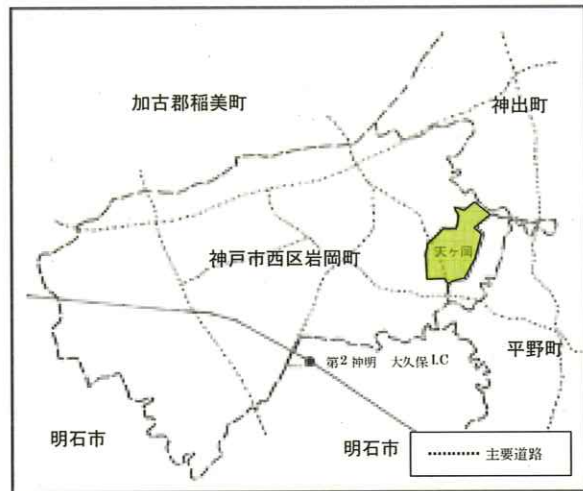 加古郡稲美町
神出町
天ヶ岡
神戸市西区岩岡町
平野町
第2神明 大久保I.C
明石市
明石市
主要道路